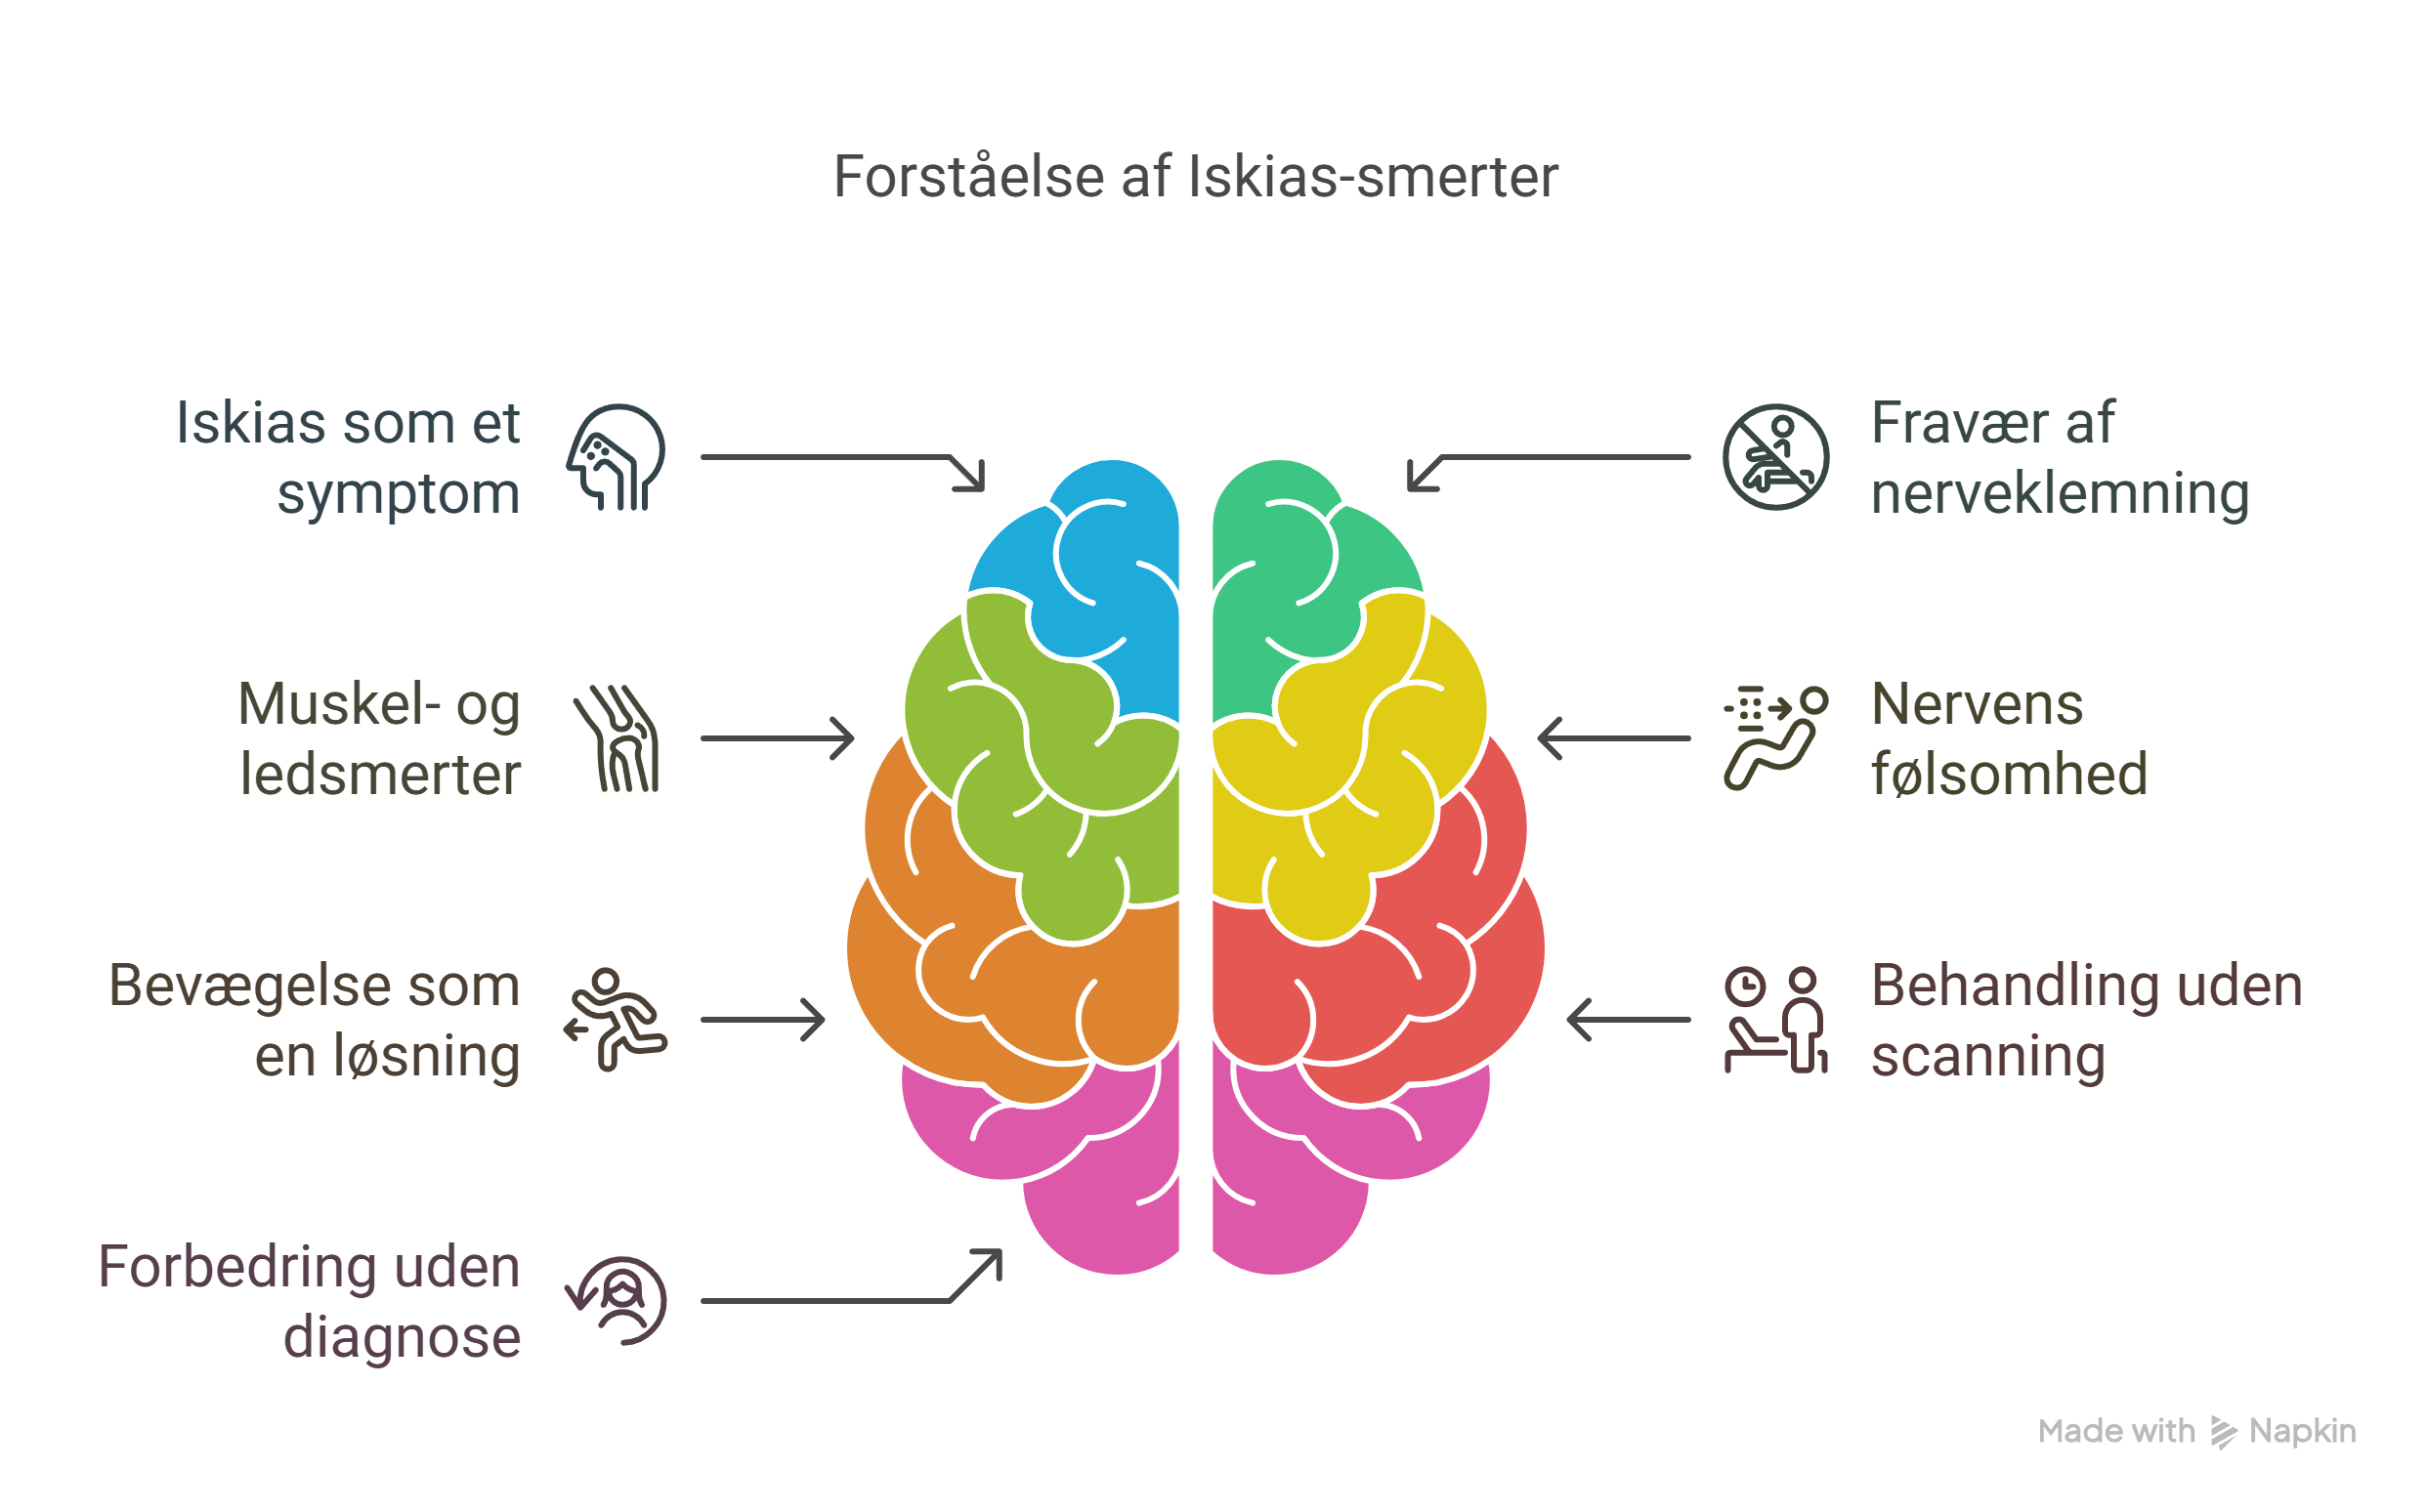 Forståelse af Iskias-smerter
Iskias som et
symptom
Muskel- og
ledsmerter
Bevægelse som
en løsning
Forbedring uden
diagnose
Fravær af
nerveklemning
Nervens
følsomhed
Behandling uden
scanning
Made with Napkin